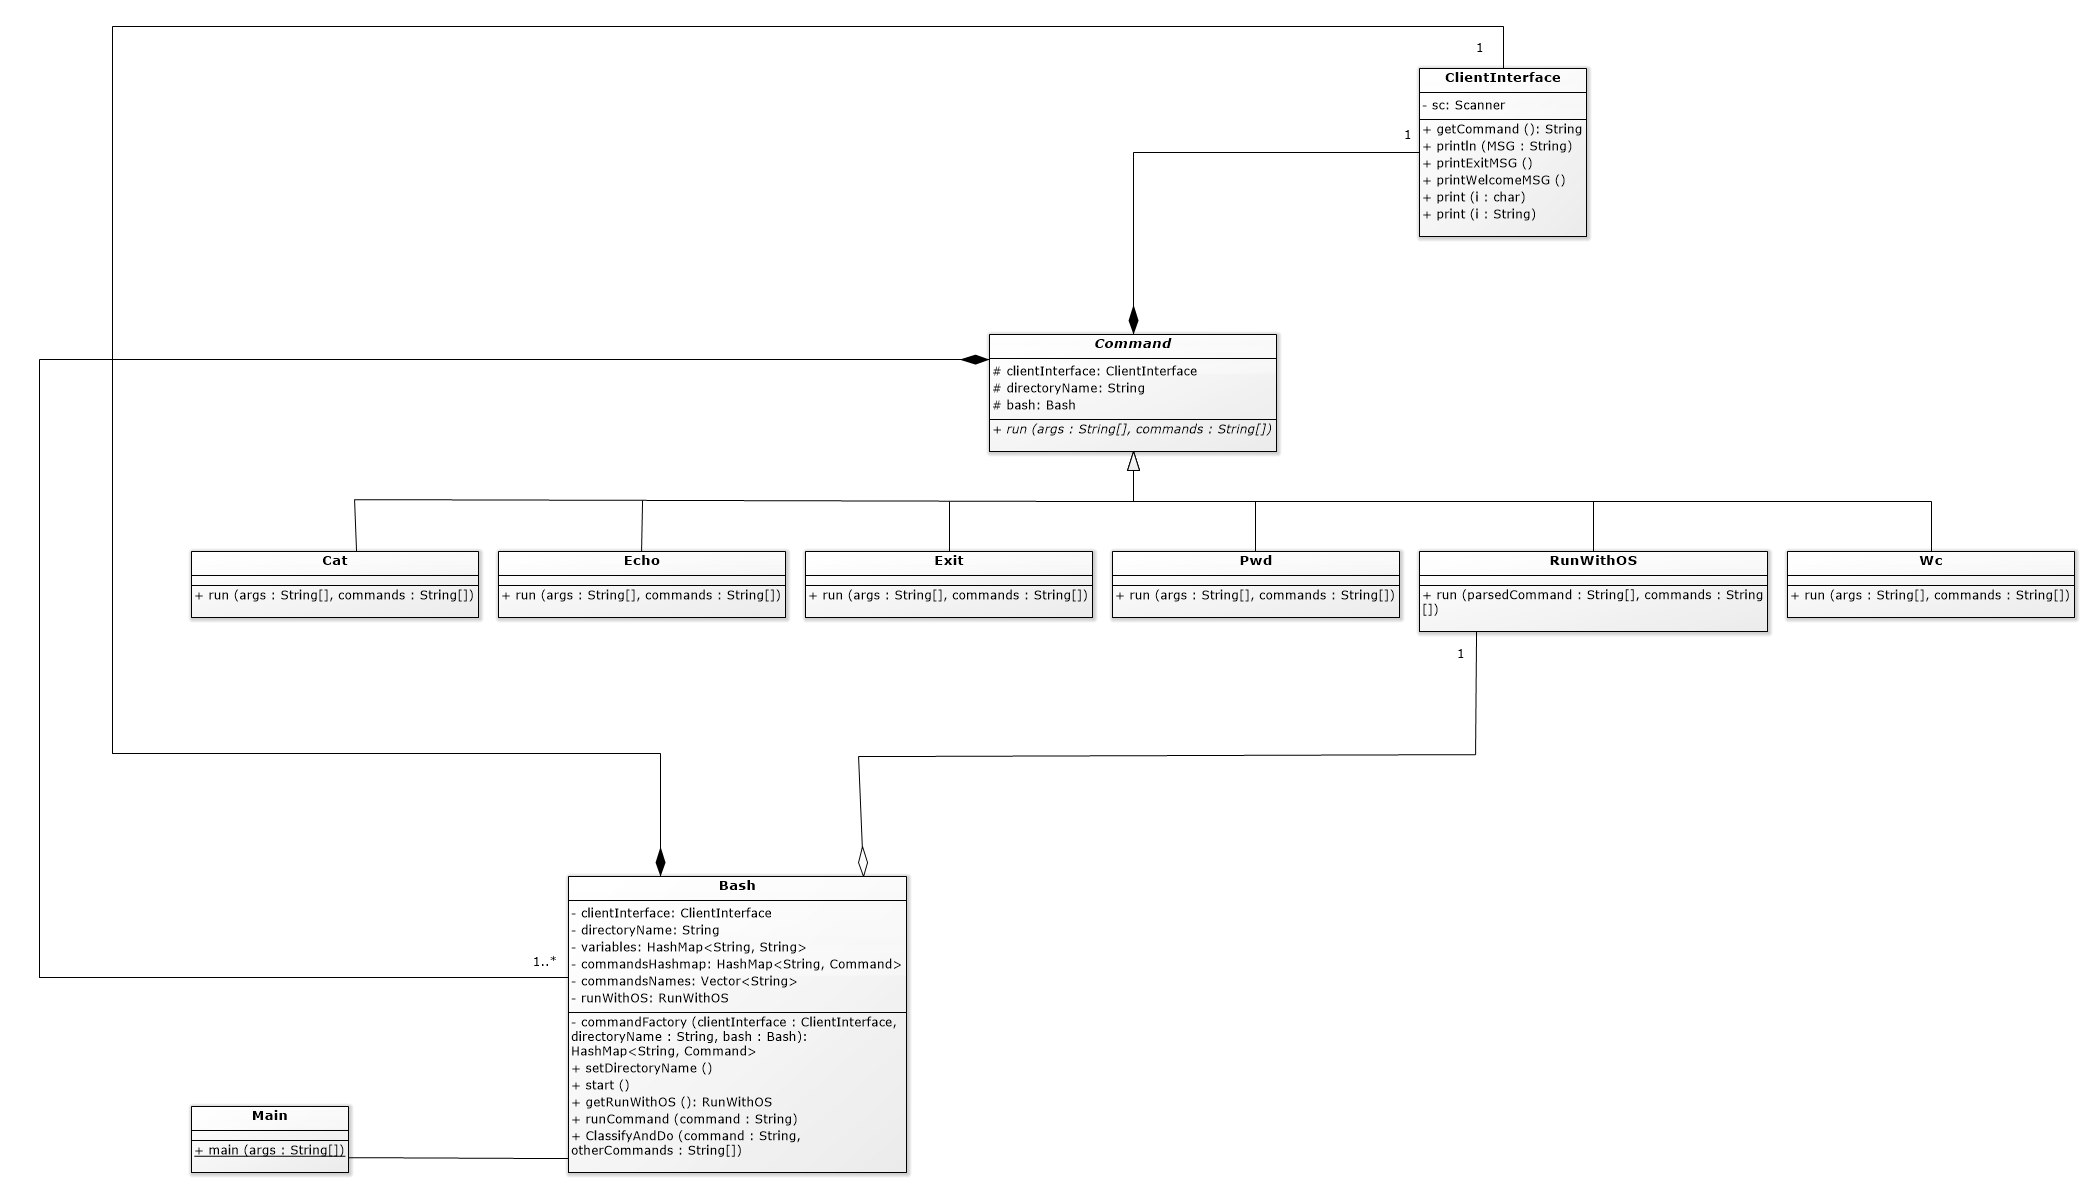 1
ClientInterface
- sc: Scanner
1
+ getCommand (): String
+ println (MSG : String)
+ printExitMSG ()
+ printWelcomeMSG ()
+ print (i : char)
+ print (i : String)
Command
# clientInterface: ClientInterface
# directoryName: String
# bash: Bash
+ run (args : String[], commands : String[])
Cat
+ run (args : String[], commands : String[])
Echo
+ run (args : String[], commands : String[])
Exit
+ run (args : String[], commands : String[])
Pwd
+ run (args : String[], commands : String[])
RunWithOS
+ run (parsedCommand : String[], commands : String
[])
Wc
+ run (args : String[], commands : String[])
1
Bash
- clientInterface: ClientInterface
- directoryName: String
- variables: HashMap<String, String>
1..*
- commandsHashmap: HashMap<String, Command>
- commandsNames: Vector<String>
- runWithOS: RunWithOS
- commandFactory (clientInterface : ClientInterface,
directoryName : String, bash : Bash):
HashMap<String, Command>
+ setDirectoryName ()
+ start ()
+ getRunWithOS (): RunWithOS
+ runCommand (command : String)
+ ClassifyAndDo (command : String,
otherCommands : String[])
Main
+ main (args : String[])